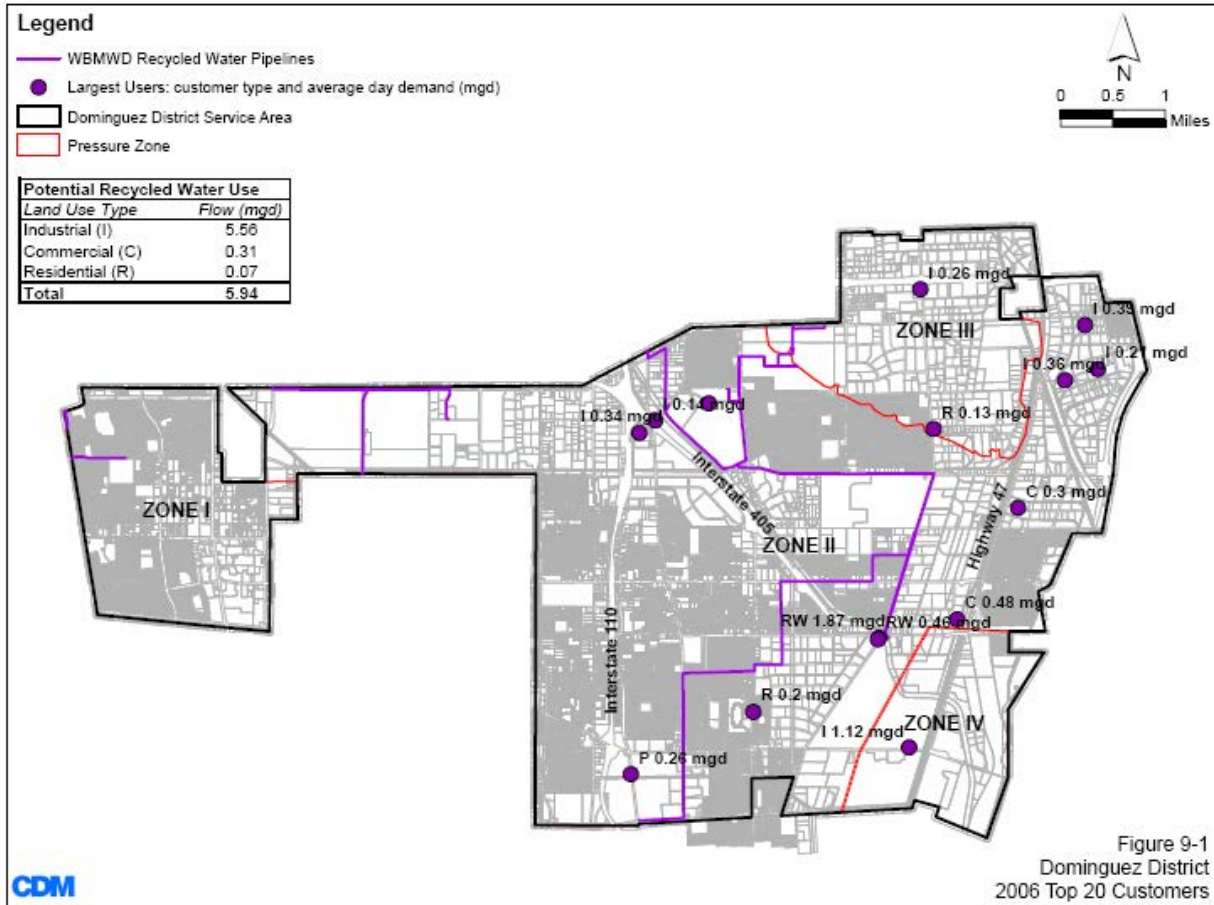 Legend
WBMWD Recycled Water Pipelines
Largest Users: customer type and average day demand (mgd)
Dominguez District Service Area
Pressure Zone
N
0 0.5 1
Miles
Potential Recycled Water Use
Land Use Type Flow (mgd)
Industrial (I) 5.56
Commercial (C) 0.31
Residential (R) 0.07
Total 5.94
I 0.26 mgd
I 0.39 mgd
ZONE III
I 0.21 mgd
I 0.36 mgd
0.14 mgd
I 0.34 mgd
R 0.13 mgd
Interstate 405
ZONE I
C 0.3 mgd
Highway 47
ZONE II
C 0.48 mgd
RW 1.87 mgd
RW 0.46 mgd
Interstate 110
R 0.2 mgd
ZONE IV
I 1.12 mgd
P 0.26 mgd
Figure 9-1
Dominguez District
2006 Top 20 Customers
CDM